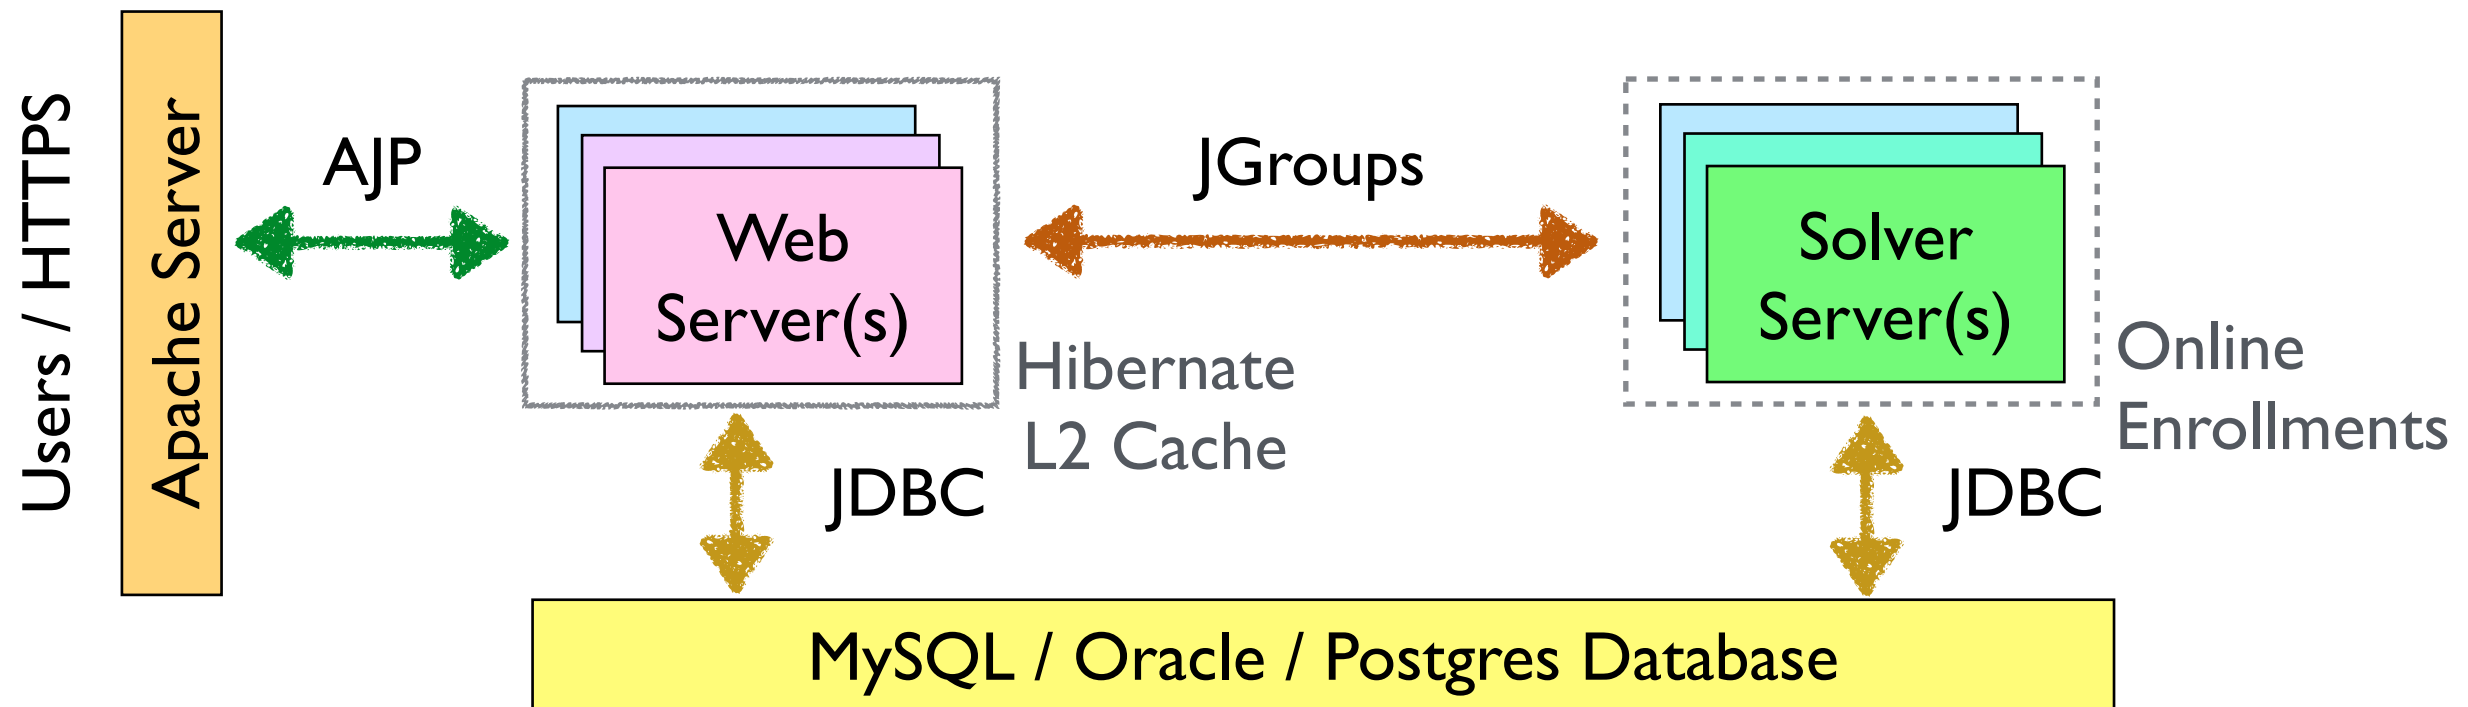 Users / HTTPS
Apache Server
AJP
Web
Server(s)
Hibernate
L2 Cache
JGroups
Solver
Server(s)
Online
Enrollments
JDBC
JDBC
MySQL / Oracle / Postgres Database